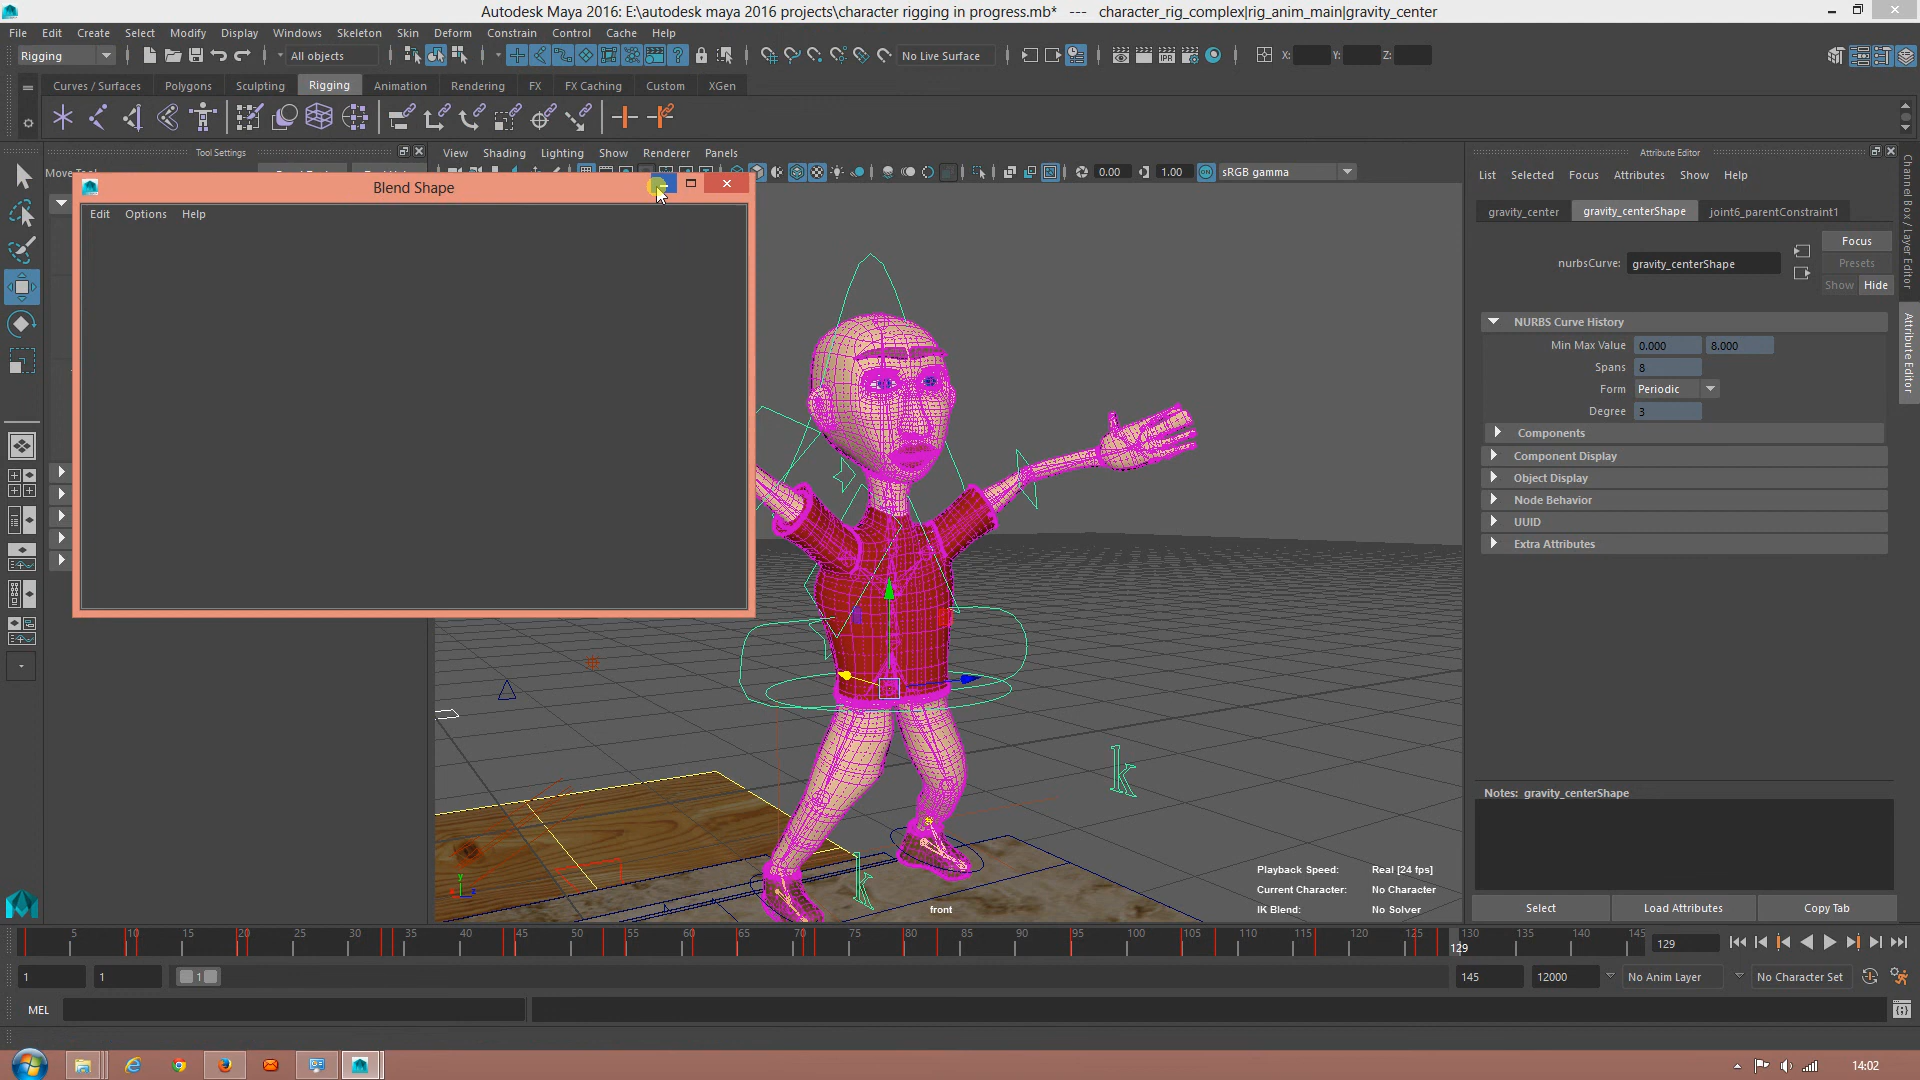 Autodesk Maya 2016: E:\autodesk maya 2016 projects\character rigging in progress.mb*   ---   character_rig_complex|rig_anim_main|gravity_center
File Edit Create Select Modify Display Windows Skeleton Skin Deform Constrain Control Cache Help
Rigging All objects No Live Surface X: Y: Z:
Curves / Surfaces Polygons Sculpting Rigging Animation Rendering FX FX Caching Custom XGen
Tool Settings
View Shading Lighting Show Renderer Panels
0.00 1.00 sRGB gamma
Blend Shape
Edit Options Help
Attribute Editor
List Selected Focus Attributes Show Help
gravity_center gravity_centerShape joint6_parentConstraint1
nurbsCurve: gravity_centerShape
Focus
Presets
Show Hide
NURBS Curve History
Min Max Value 0.000 8.000
Spans 8
Form Periodic
Degree 3
Components
Component Display
Object Display
Node Behavior
UUID
Extra Attributes
Channel Box / Layer Editor
Attribute Editor
k
k
Playback Speed: Real [24 fps]
Current Character: No Character
IK Blend: No Solver
front
Notes: gravity_centerShape
Select Load Attributes Copy Tab
5 10 15 20 25 30 35 40 45 50 55 60 65 70 75 80 85 90 95 100 105 110 115 120 125 130 135 140 145
129
129
1 1 1 145 12000 No Anim Layer No Character Set
MEL
14:02